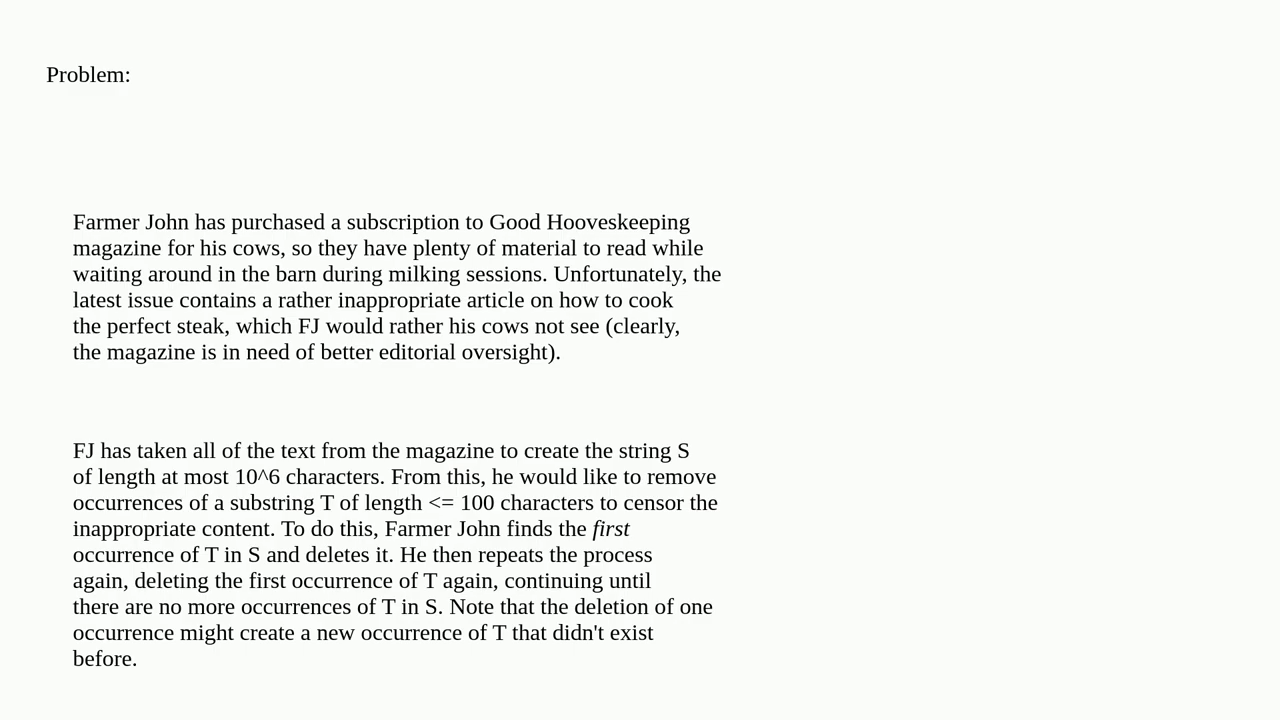 Problem:
Farmer John has purchased a subscription to Good Hooveskeeping
magazine for his cows, so they have plenty of material to read while
waiting around in the barn during milking sessions. Unfortunately, the
latest issue contains a rather inappropriate article on how to cook
the perfect steak, which FJ would rather his cows not see (clearly,
the magazine is in need of better editorial oversight).
FJ has taken all of the text from the magazine to create the string S
of length at most 10^6 characters. From this, he would like to remove
occurrences of a substring T of length <= 100 characters to censor the
inappropriate content. To do this, Farmer John finds the first
occurrence of T in S and deletes it. He then repeats the process
again, deleting the first occurrence of T again, continuing until
there are no more occurrences of T in S. Note that the deletion of one
occurrence might create a new occurrence of T that didn't exist
before.